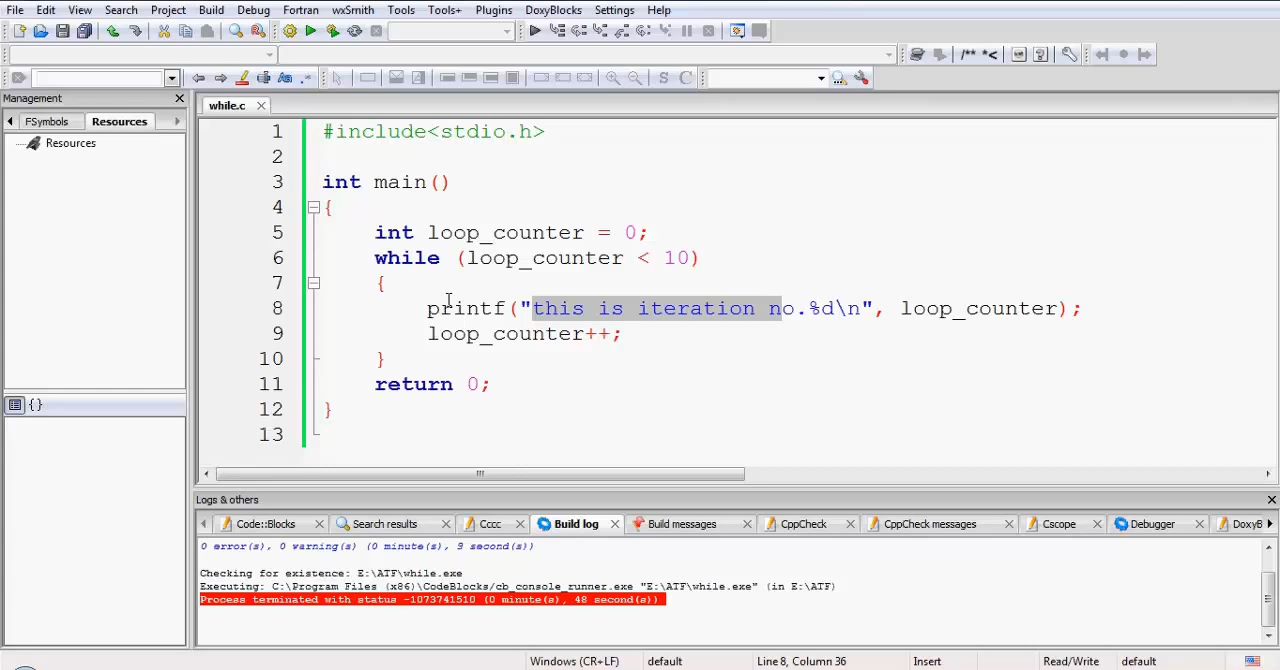 File Edit View Search Project Build Debug Fortran wxSmith Tools Tools+ Plugins DoxyBlocks Settings Help
/** *<
S C
Management
while.c
FSymbols Resources
Resources
{}
1 #include<stdio.h>
2
3 int main()
4 {
5 int loop_counter = 0;
6 while (loop_counter < 10)
7 {
8 printf("this is iteration no.%d\n", loop_counter);
9 loop_counter++;
10 }
11 return 0;
12 }
13
Logs & others
Code::Blocks Search results Cccc Build log Build messages CppCheck CppCheck messages Cscope Debugger DoxyB
0 error(s), 0 warning(s) (0 minute(s), 9 second(s))
Checking for existence: E:\ATF\while.exe
Executing: C:\Program Files (x86)\CodeBlocks/cb_console_runner.exe "E:\ATF\while.exe" (in E:\ATF)
Process terminated with status -1073741510 (0 minute(s), 48 second(s))
Windows (CR+LF) default Line 8, Column 36 Insert Read/Write default